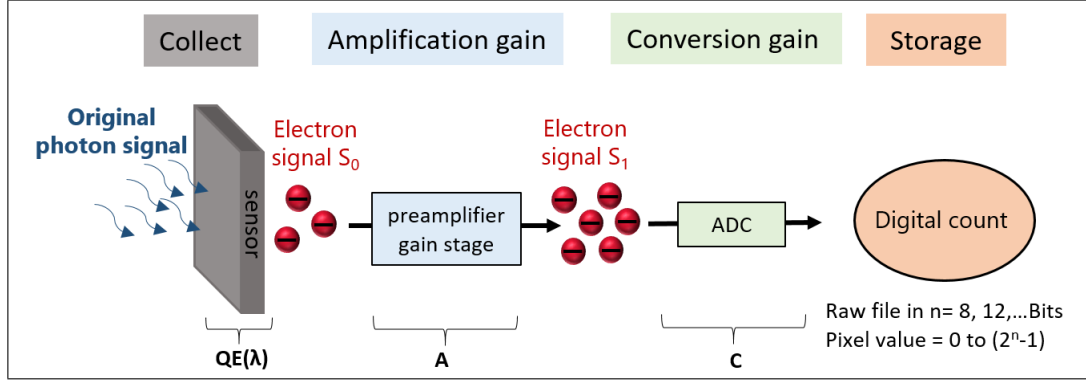 Collect
Amplification gain
Conversion gain
Storage
Original
photon signal
sensor
Electron
signal S₀
preamplifier
gain stage
Electron
signal S₁
ADC
Digital count
Raw file in n= 8, 12,...Bits
Pixel value = 0 to (2ⁿ-1)
QE(λ)
A
C